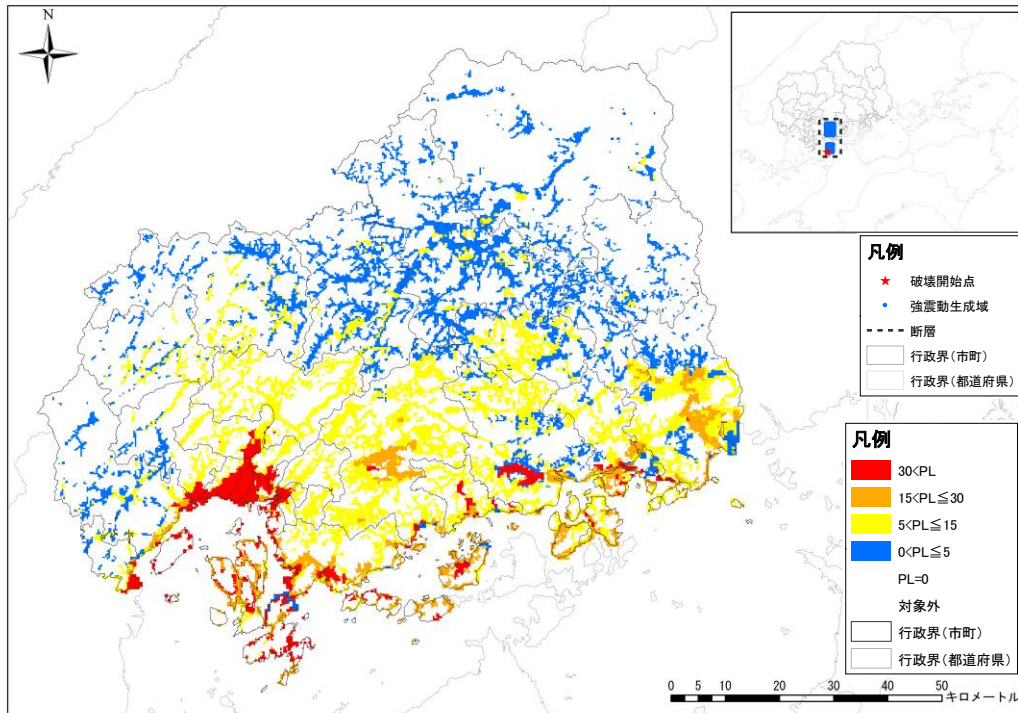 N
凡例
破壊開始点
強震動生成域
断層
行政界(市町)
行政界(都道府県)
凡例
30<PL
15<PL≦30
5<PL≦15
0<PL≦5
PL=0
対象外
行政界(市町)
行政界(都道府県)
0 5 10 20 30 40 50
キロメートル